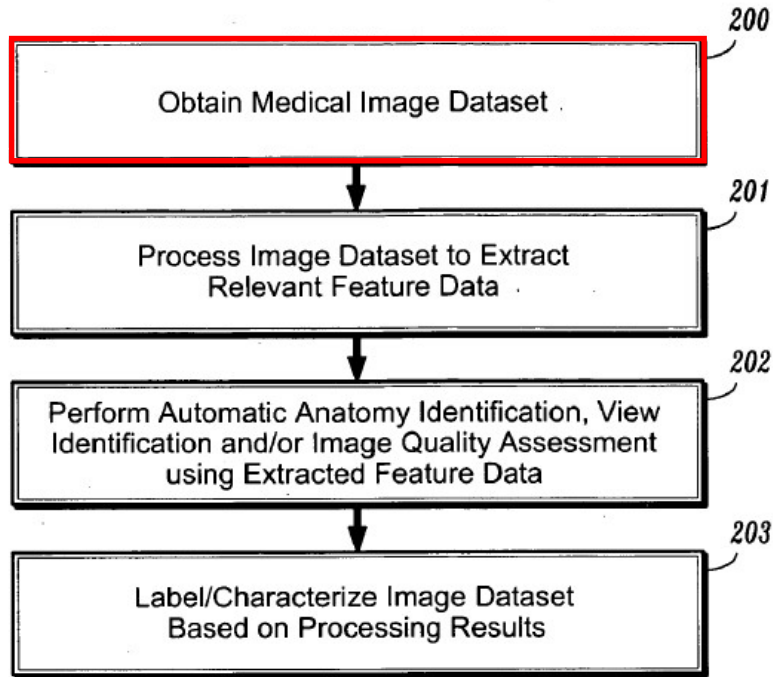 200
Obtain Medical Image Dataset
201
Process Image Dataset to Extract
Relevant Feature Data
202
Perform Automatic Anatomy Identification, View
Identification and/or Image Quality Assessment
using Extracted Feature Data
203
Label/Characterize Image Dataset
Based on Processing Results